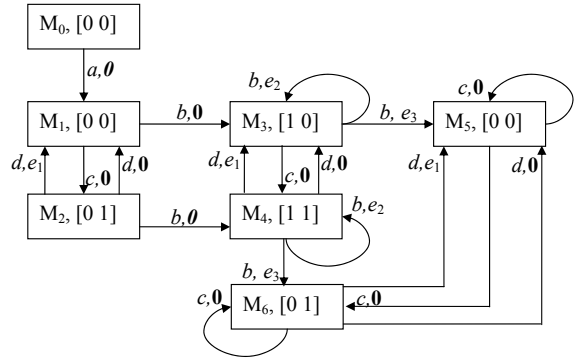 M₀, [0 0]
a,0
b,e₂
c,0
M₁, [0 0]
b,0
M₃, [1 0]
b, e₃
M₅, [0 0]
d,e₁
c,0
d,0
d,e₁
c,0
d,0
d,e₁
d,0
M₂, [0 1]
b,0
M₄, [1 1]
b,e₂
b, e₃
c,0
M₆, [0 1]
c,0